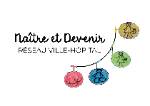 Naître et Devenir
RÉSEAU VILLE-HÔPITAL